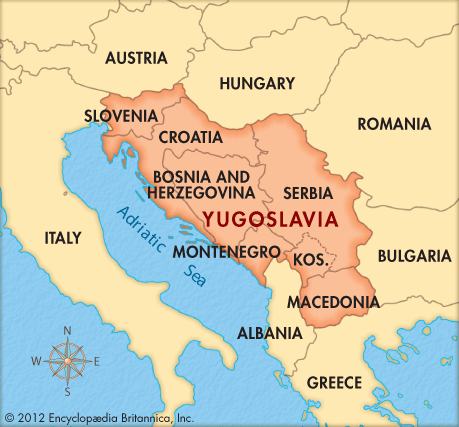 AUSTRIA
HUNGARY
SLOVENIA
ROMANIA
CROATIA
BOSNIA AND
HERZEGOVINA
SERBIA
YUGOSLAVIA
ITALY
Adriatic
Sea
MONTENEGRO
KOS.
BULGARIA
MACEDONIA
ALBANIA
GREECE
N
W
E
S
© 2012 Encyclopædia Britannica, Inc.